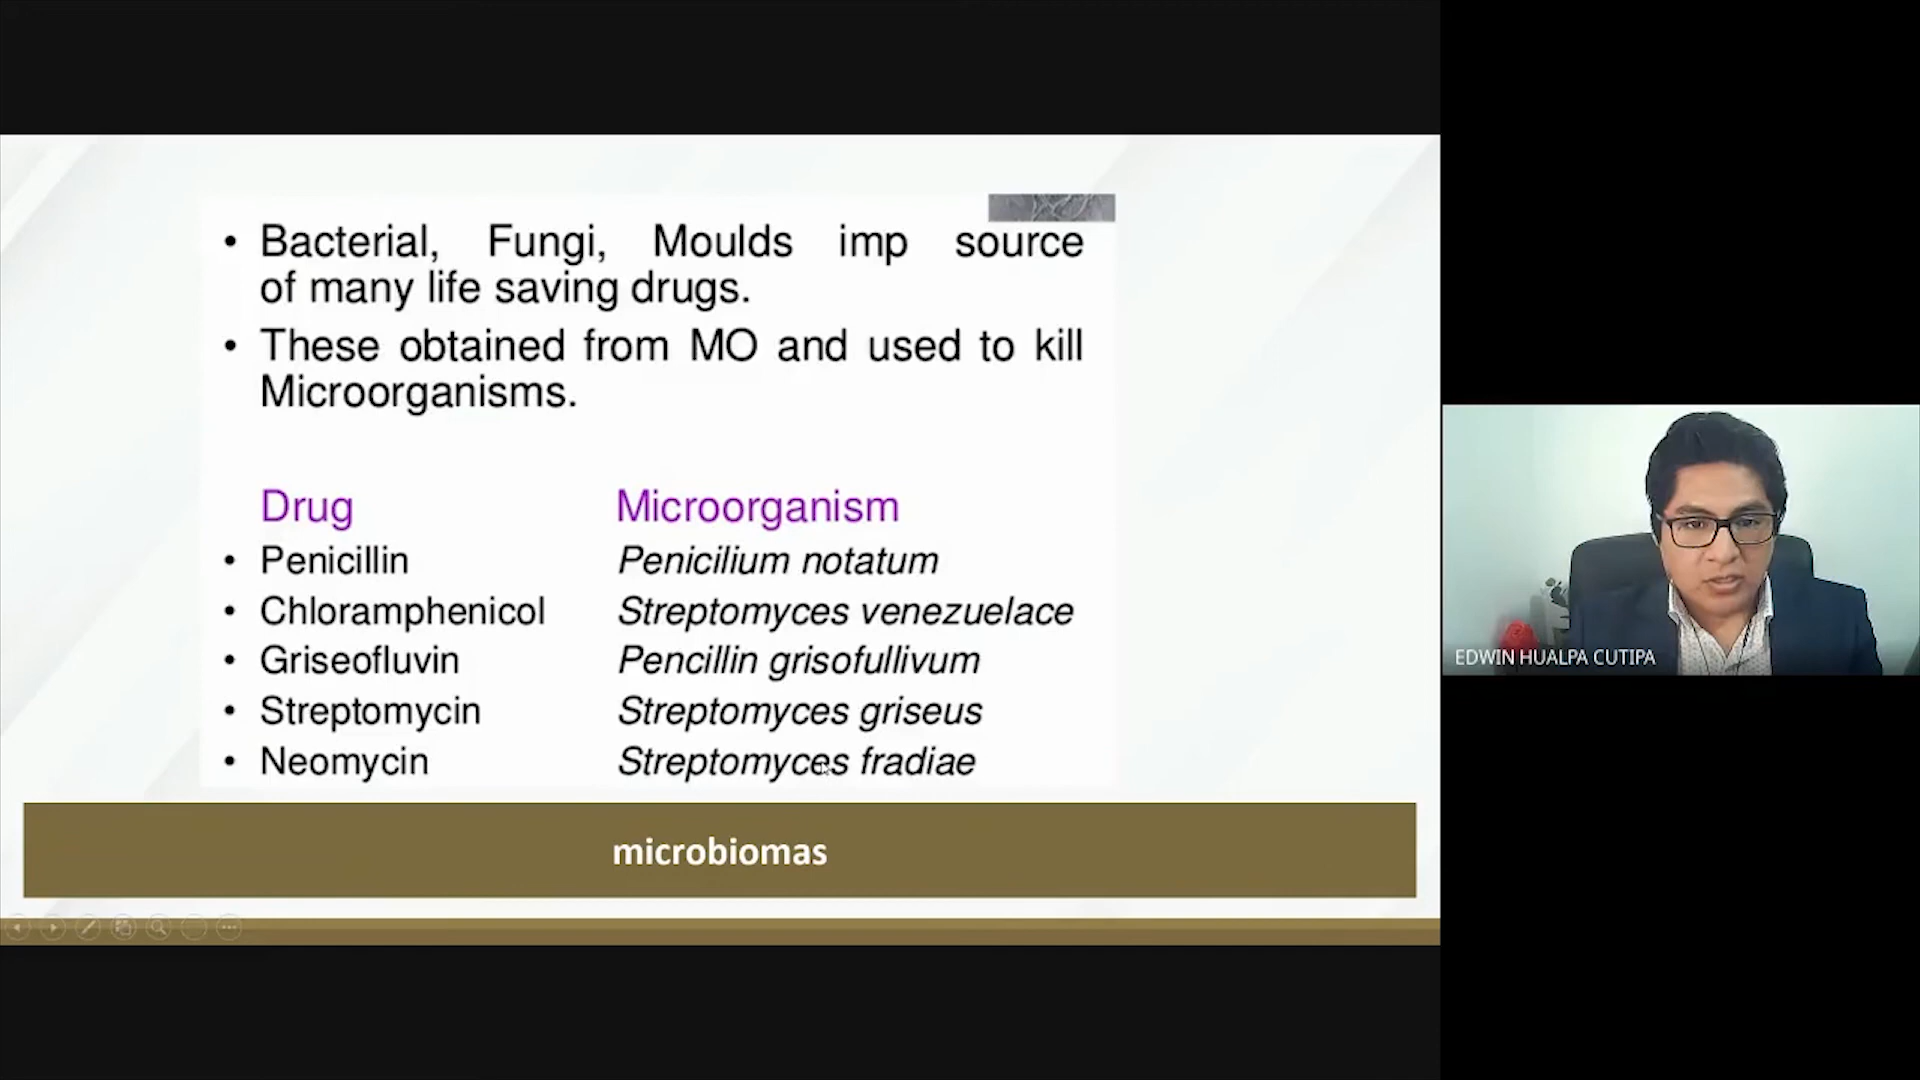 • Bacterial, Fungi, Moulds imp source
of many life saving drugs.
• These obtained from MO and used to kill
Microorganisms.
Drug Microorganism
• Penicillin Penicilium notatum
• Chloramphenicol Streptomyces venezuelace
• Griseofluvin Pencillin grisofullivum
• Streptomycin Streptomyces griseus
• Neomycin Streptomyces fradiae
microbiomas
EDWIN HUALPA CUTIPA